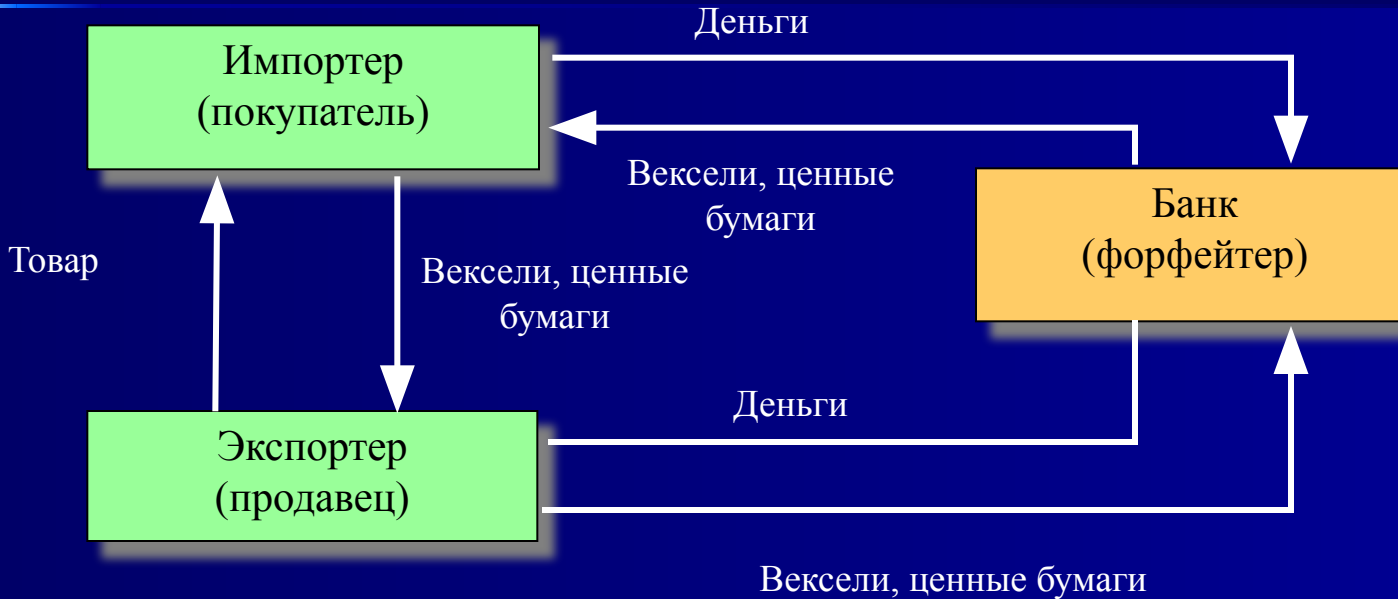 Деньги
Импортер
(покупатель)
Вексели, ценные
бумаги
Банк
(форфейтер)
Товар
Вексели, ценные
бумаги
Деньги
Экспортер
(продавец)
Вексели, ценные бумаги